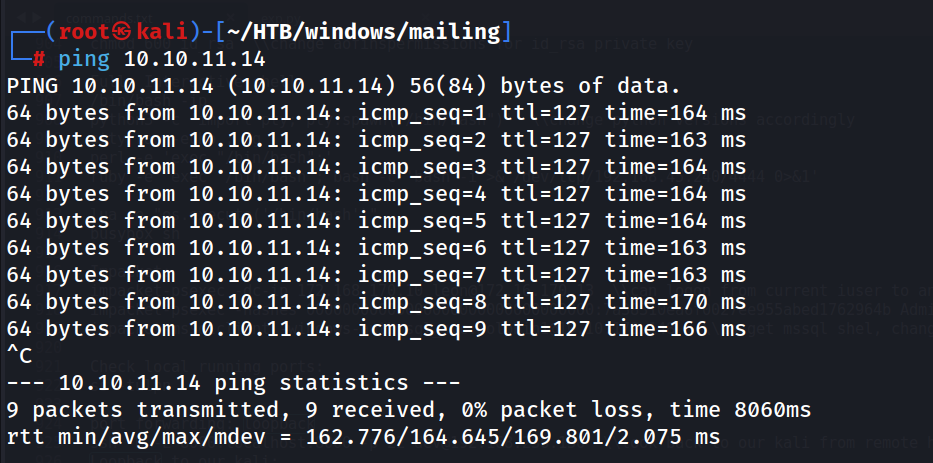 ┌──(root㉿kali)-[~/HTB/windows/mailing]
└─# ping 10.10.11.14
PING 10.10.11.14 (10.10.11.14) 56(84) bytes of data.
64 bytes from 10.10.11.14: icmp_seq=1 ttl=127 time=164 ms
64 bytes from 10.10.11.14: icmp_seq=2 ttl=127 time=163 ms
64 bytes from 10.10.11.14: icmp_seq=3 ttl=127 time=164 ms
64 bytes from 10.10.11.14: icmp_seq=4 ttl=127 time=164 ms
64 bytes from 10.10.11.14: icmp_seq=5 ttl=127 time=164 ms
64 bytes from 10.10.11.14: icmp_seq=6 ttl=127 time=163 ms
64 bytes from 10.10.11.14: icmp_seq=7 ttl=127 time=163 ms
64 bytes from 10.10.11.14: icmp_seq=8 ttl=127 time=170 ms
64 bytes from 10.10.11.14: icmp_seq=9 ttl=127 time=166 ms
^C
--- 10.10.11.14 ping statistics ---
9 packets transmitted, 9 received, 0% packet loss, time 8060ms
rtt min/avg/max/mdev = 162.776/164.645/169.801/2.075 ms